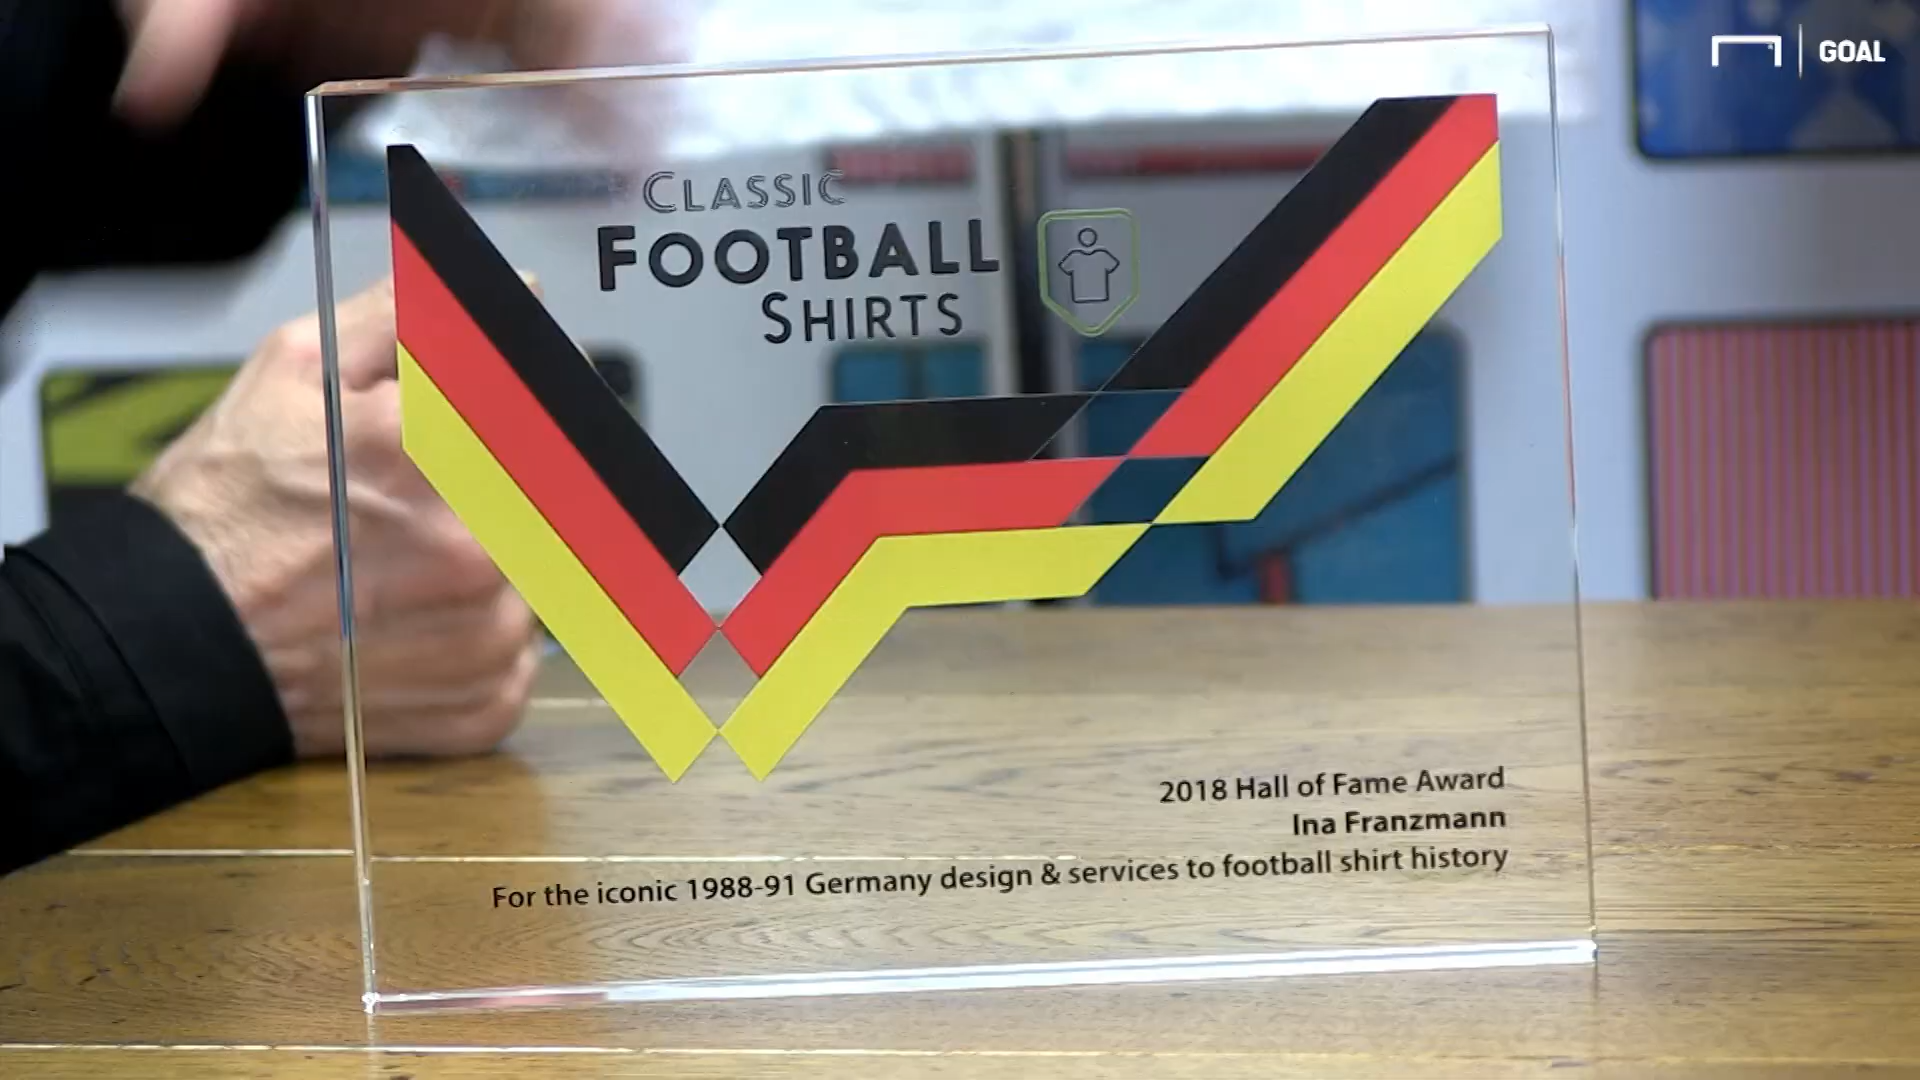 GOAL
CLASSIC
FOOTBALL
SHIRTS
2018 Hall of Fame Award
Ina Franzmann
For the iconic 1988-91 Germany design & services to football shirt history